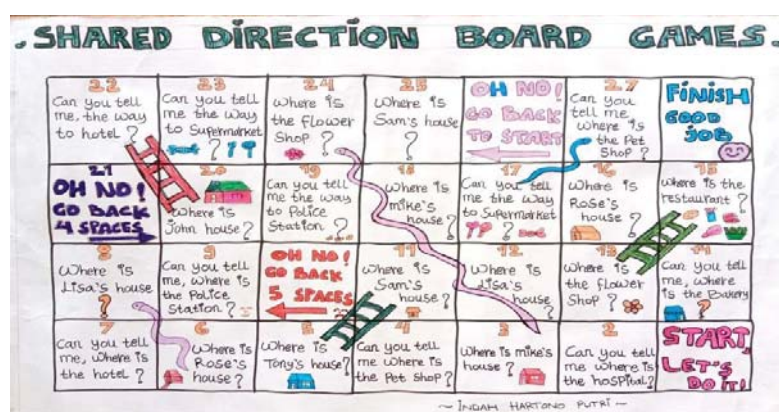 SHARED DIRECTION BOARD GAMES.
22
Can you tell
me, the way
to hotel?
23
Can you tell
me the way
to Supermarket
?
24
Where is
the flower
Shop?
25
Where is
Sam's house
?
OH NO!
GO BACK
TO START
27
Can you
tell me
where is
the Pet
Shop?
FINISH
GOOD
JOB
21
OH NO!
GO BACK
4 SPACES
20
Where is
John house?
19
Can you tell
me the way
to Police
Station?
18
Where is
mike's
house?
17
Can you tell
me the way
to Supermarket
?
16
Where is
Rose's
house?
15
where is the
restaurant?
8
Where is
Lisa's house
?
9
Can you tell
me, where is
the Police
Station?
OH NO!
GO BACK
5 SPACES
11
Where is
Sam's
house?
12
Where is
Lisa's
house?
13
Where is
the flower
Shop?
14
Can you tell
me, Where
is the Bakery
?
7
Can you tell
me, where is
the hotel?
6
Where is
Rose's
house?
5
Where is
Tony's house?
4
Can you tell
me where is
the Pet shop?
3
Where is mike's
house?
2
Can you tell
me where is
the hospital?
START,
LET'S
DO IT!
~ INDAH HARTONO PUTRI ~